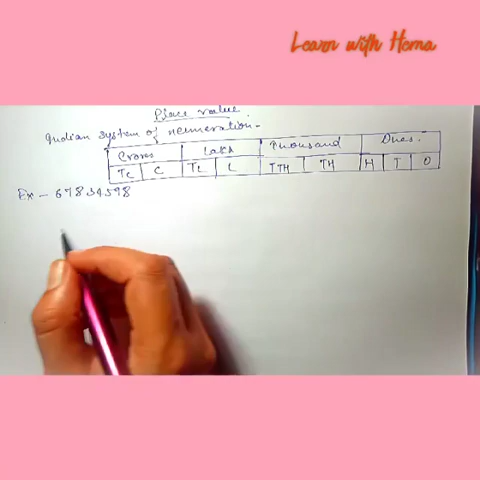 Learn with Hema
Place value
Indian system of numeration -
Crores Lakh Thousand Ones.
TC C TL L TTH TH H T O
Ex - 67834598